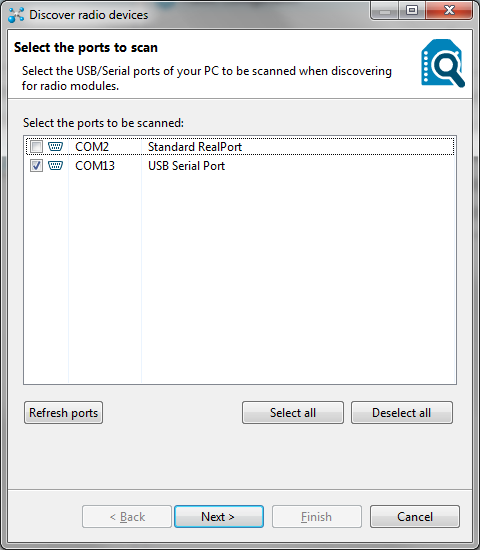 Discover radio devices
Select the ports to scan
Select the USB/Serial ports of your PC to be scanned when discovering
for radio modules.
Select the ports to be scanned:
COM2 Standard RealPort
COM13 USB Serial Port
Refresh ports Select all Deselect all
< Back Next > Finish Cancel